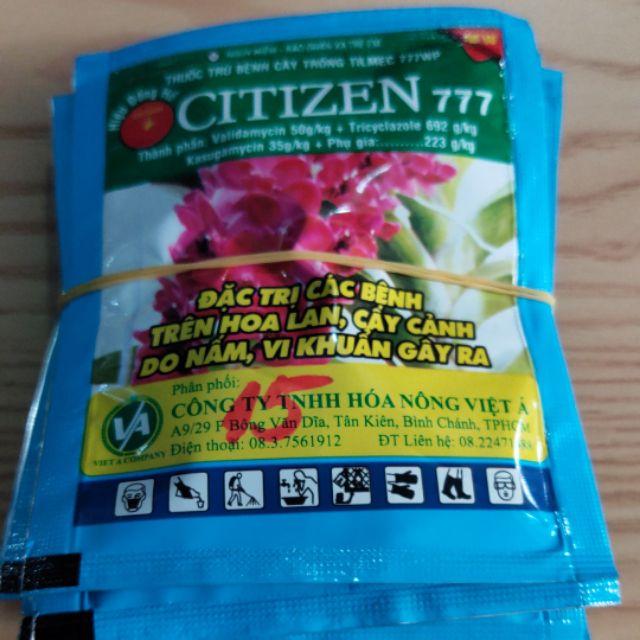 THUỐC TRỪ BỆNH CÂY TRỒNG TILMEC 777WP
CITIZEN 777
Thành phần: Validamycin 50g/kg + Tricyclazole 692 g/kg
Kasugamycin 35g/kg + Phụ gia:.........223 g/kg
ĐẶC TRỊ CÁC BỆNH
TRÊN HOA LAN, CÂY CẢNH
DO NẤM, VI KHUẨN GÂY RA
15
Phân phối:
CÔNG TY TNHH HÓA NÔNG VIỆT Á
A9/29 F Bông Văn Dĩa, Tân Kiên, Bình Chánh, TPHCM
Điện thoại: 08.3.7561912 ĐT Liên hệ:
VA
VIET A COMPANY